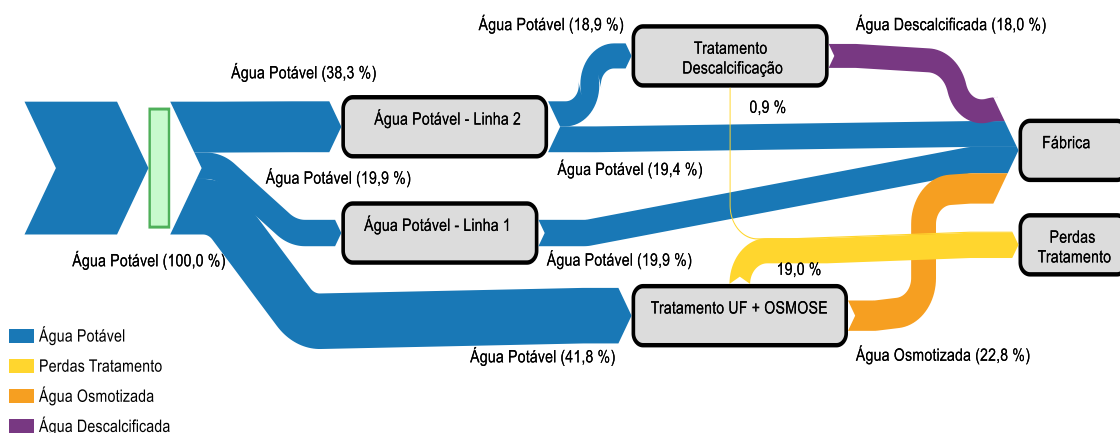 Água Potável (18,9 %)
Água Descalcificada (18,0 %)
Tratamento
Descalcificação
Água Potável (38,3 %)
0,9 %
Água Potável - Linha 2
Fábrica
Água Potável (19,9 %)
Água Potável (19,4 %)
Água Potável - Linha 1
Perdas
Tratamento
Água Potável (100,0 %)
Água Potável (19,9 %)
19,0 %
Tratamento UF + OSMOSE
Água Potável (41,8 %)
Água Osmotizada (22,8 %)
Água Potável
Perdas Tratamento
Água Osmotizada
Água Descalcificada